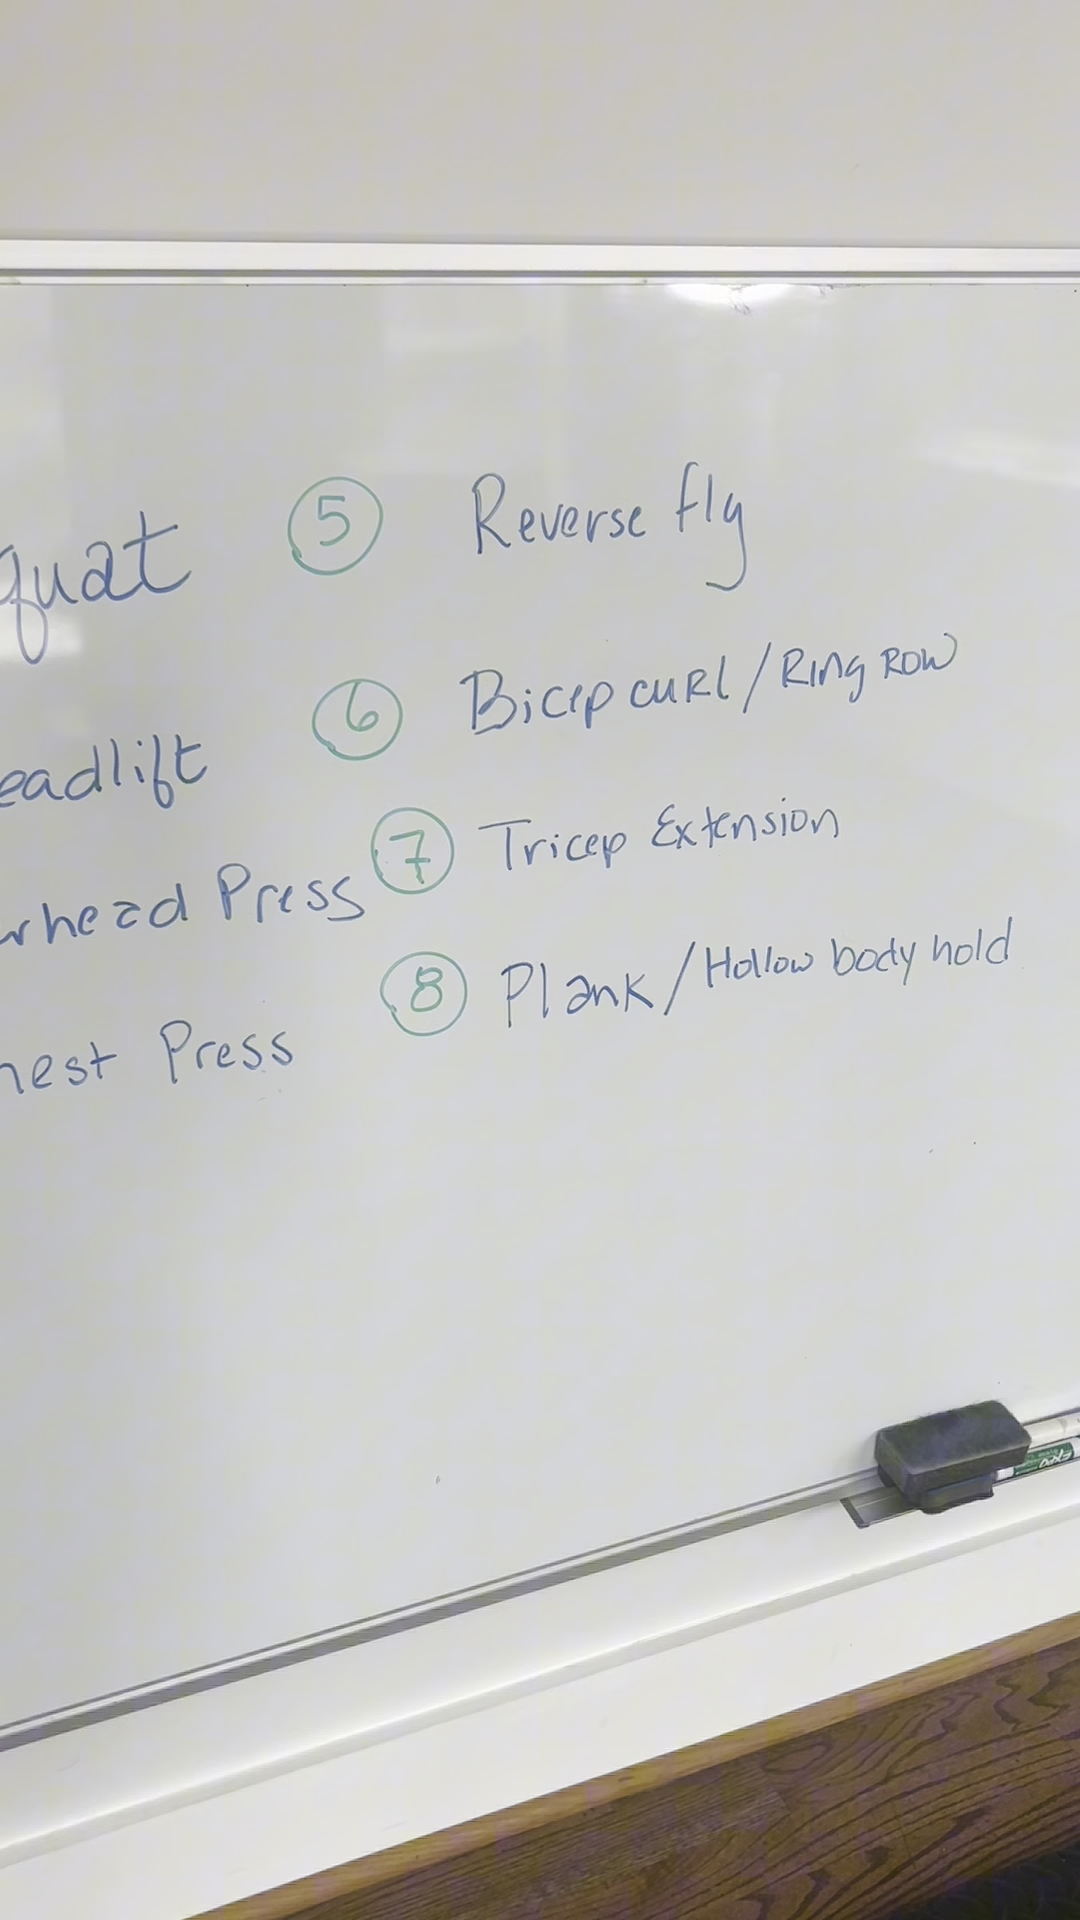 quat
eadlift
rhead Press
hest Press
5 Reverse fly
6 Bicep curl / Ring Row
7 Tricep Extension
8 Plank / Hollow body hold
EXPO